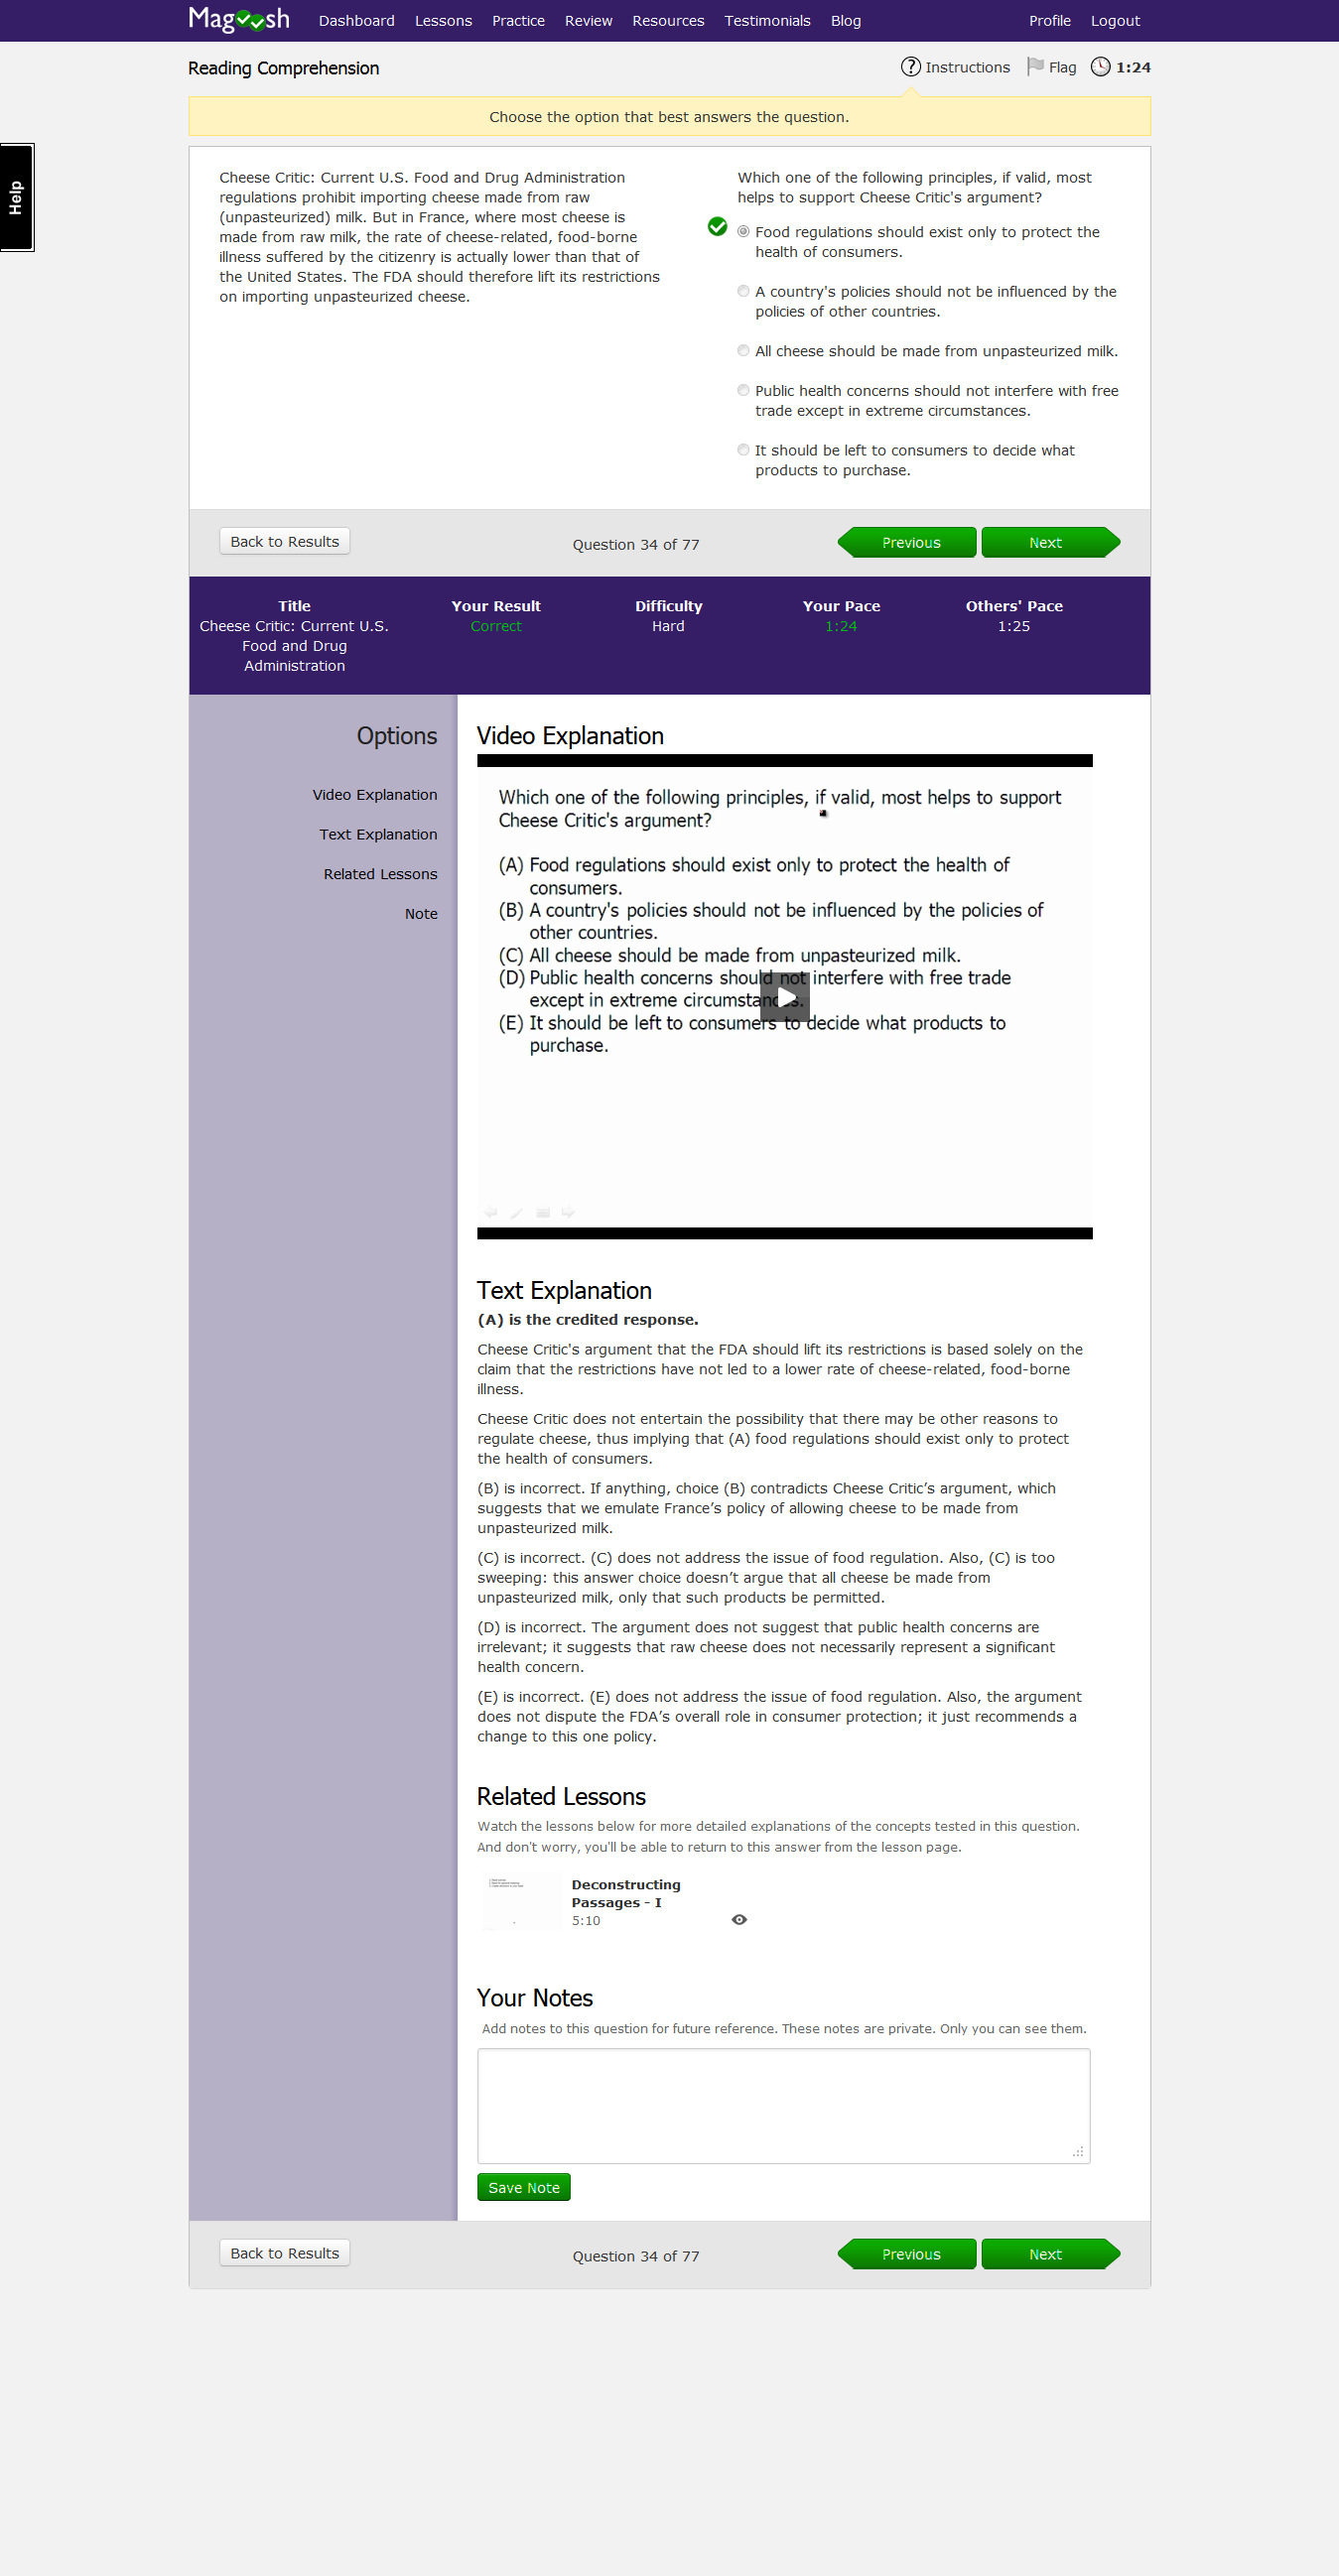 Magoosh
Dashboard Lessons Practice Review Resources Testimonials Blog Profile Logout
Reading Comprehension
Instructions Flag 1:24
Choose the option that best answers the question.
Help
Cheese Critic: Current U.S. Food and Drug Administration
regulations prohibit importing cheese made from raw
(unpasteurized) milk. But in France, where most cheese is
made from raw milk, the rate of cheese-related, food-borne
illness suffered by the citizenry is actually lower than that of
the United States. The FDA should therefore lift its restrictions
on importing unpasteurized cheese.
Which one of the following principles, if valid, most
helps to support Cheese Critic's argument?
Food regulations should exist only to protect the
health of consumers.
A country's policies should not be influenced by the
policies of other countries.
All cheese should be made from unpasteurized milk.
Public health concerns should not interfere with free
trade except in extreme circumstances.
It should be left to consumers to decide what
products to purchase.
Back to Results Question 34 of 77 Previous Next
Title Your Result Difficulty Your Pace Others' Pace
Cheese Critic: Current U.S. Correct Hard 1:24 1:25
Food and Drug
Administration
Options
Video Explanation
Text Explanation
Related Lessons
Note
Video Explanation
Which one of the following principles, if valid, most helps to support
Cheese Critic's argument?
(A) Food regulations should exist only to protect the health of
consumers.
(B) A country's policies should not be influenced by the policies of
other countries.
(C) All cheese should be made from unpasteurized milk.
(D) Public health concerns should not interfere with free trade
except in extreme circumstances.
(E) It should be left to consumers to decide what products to
purchase.
Text Explanation
(A) is the credited response.
Cheese Critic's argument that the FDA should lift its restrictions is based solely on the
claim that the restrictions have not led to a lower rate of cheese-related, food-borne
illness.
Cheese Critic does not entertain the possibility that there may be other reasons to
regulate cheese, thus implying that (A) food regulations should exist only to protect
the health of consumers.
(B) is incorrect. If anything, choice (B) contradicts Cheese Critic’s argument, which
suggests that we emulate France’s policy of allowing cheese to be made from
unpasteurized milk.
(C) is incorrect. (C) does not address the issue of food regulation. Also, (C) is too
sweeping: this answer choice doesn’t argue that all cheese be made from
unpasteurized milk, only that such products be permitted.
(D) is incorrect. The argument does not suggest that public health concerns are
irrelevant; it suggests that raw cheese does not necessarily represent a significant
health concern.
(E) is incorrect. (E) does not address the issue of food regulation. Also, the argument
does not dispute the FDA’s overall role in consumer protection; it just recommends a
change to this one policy.
Related Lessons
Watch the lessons below for more detailed explanations of the concepts tested in this question.
And don't worry, you'll be able to return to this answer from the lesson page.
Deconstructing
Passages - I
5:10
Your Notes
Add notes to this question for future reference. These notes are private. Only you can see them.
Save Note
Back to Results Question 34 of 77 Previous Next